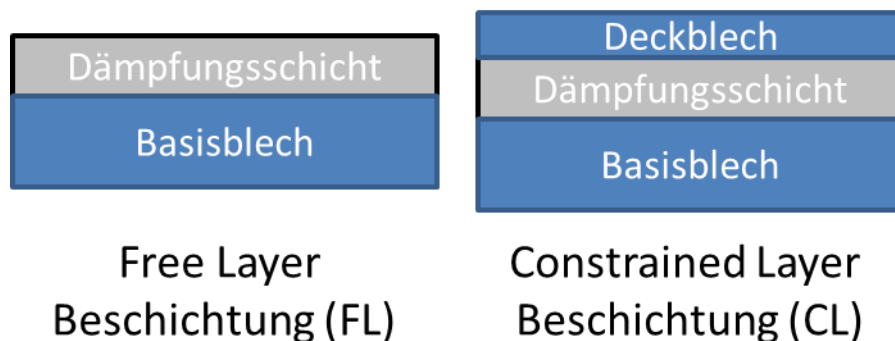 Dämpfungsschicht
Basisblech
Free Layer
Beschichtung (FL)
Deckblech
Dämpfungsschicht
Basisblech
Constrained Layer
Beschichtung (CL)